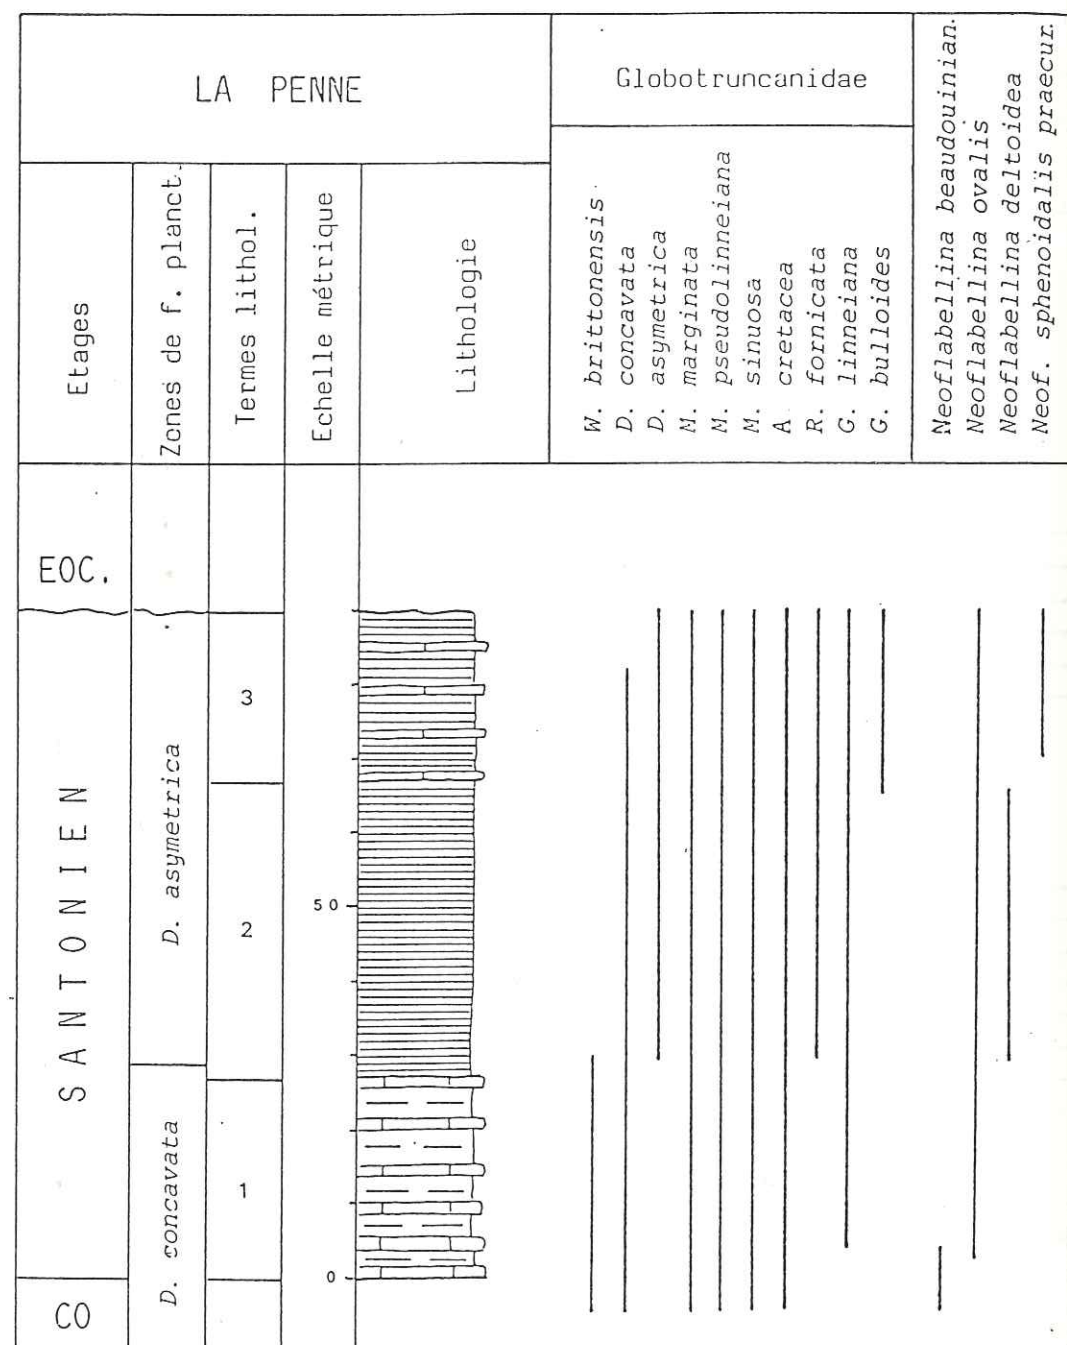 LA PENNE
Globotruncanidae
Etages
Zones de f. planct.
Termes lithol.
Echelle métrique
Lithologie
W. brittonensis
D. concavata
D. asymetrica
M. marginata
M. pseudolinneiana
M. sinuosa
A. cretacea
R. fornicata
G. linneiana
G. bulloides
Neoflabellina beaudouinian.
Neoflabellina ovalis
Neoflabellina deltoidea
Neof. sphenoidalis praecur.
EOC.
SANTONIEN
CO
D. asymetrica
D. concavata
3
2
1
50
0